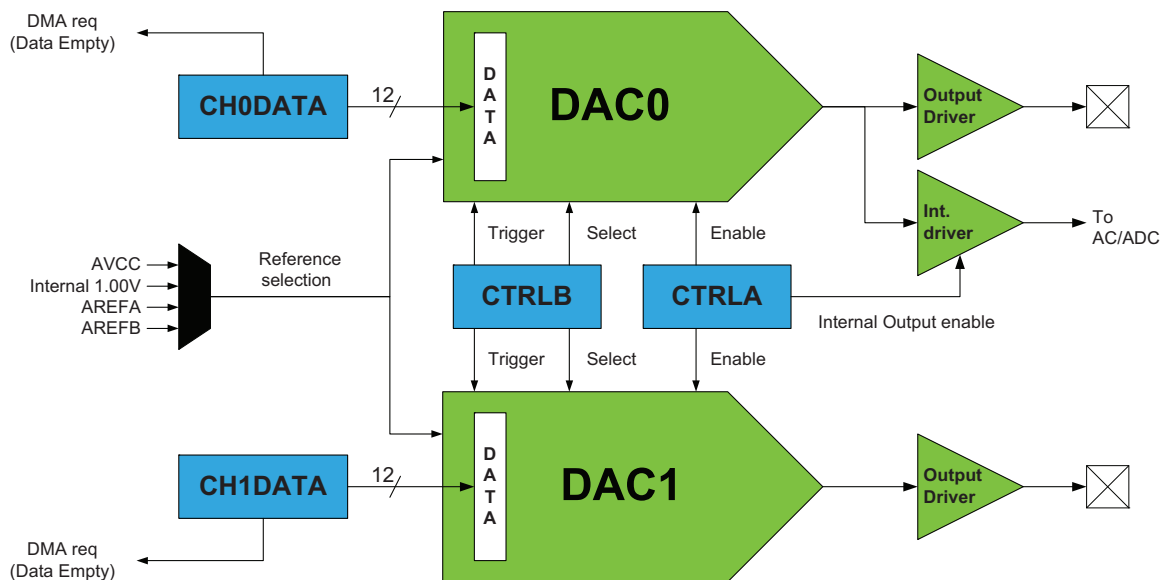 DMA req
(Data Empty)
CH0DATA
12
DATA
DAC0
Output
Driver
Int.
driver
To
AC/ADC
Trigger
Select
Enable
AVCC
Internal 1.00V
AREFA
AREFB
Reference
selection
CTRLB
CTRLA
Internal Output enable
Trigger
Select
Enable
CH1DATA
12
DATA
DAC1
Output
Driver
DMA req
(Data Empty)